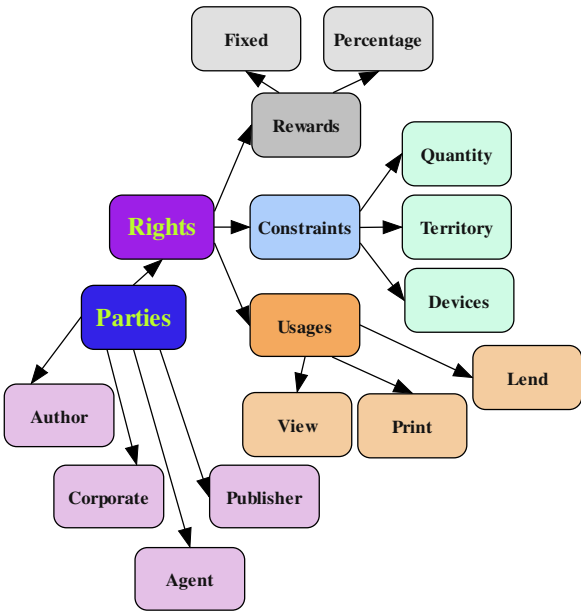 Fixed
Percentage
Rewards
Quantity
Rights
Constraints
Territory
Parties
Usages
Devices
Lend
Author
View
Print
Corporate
Publisher
Agent